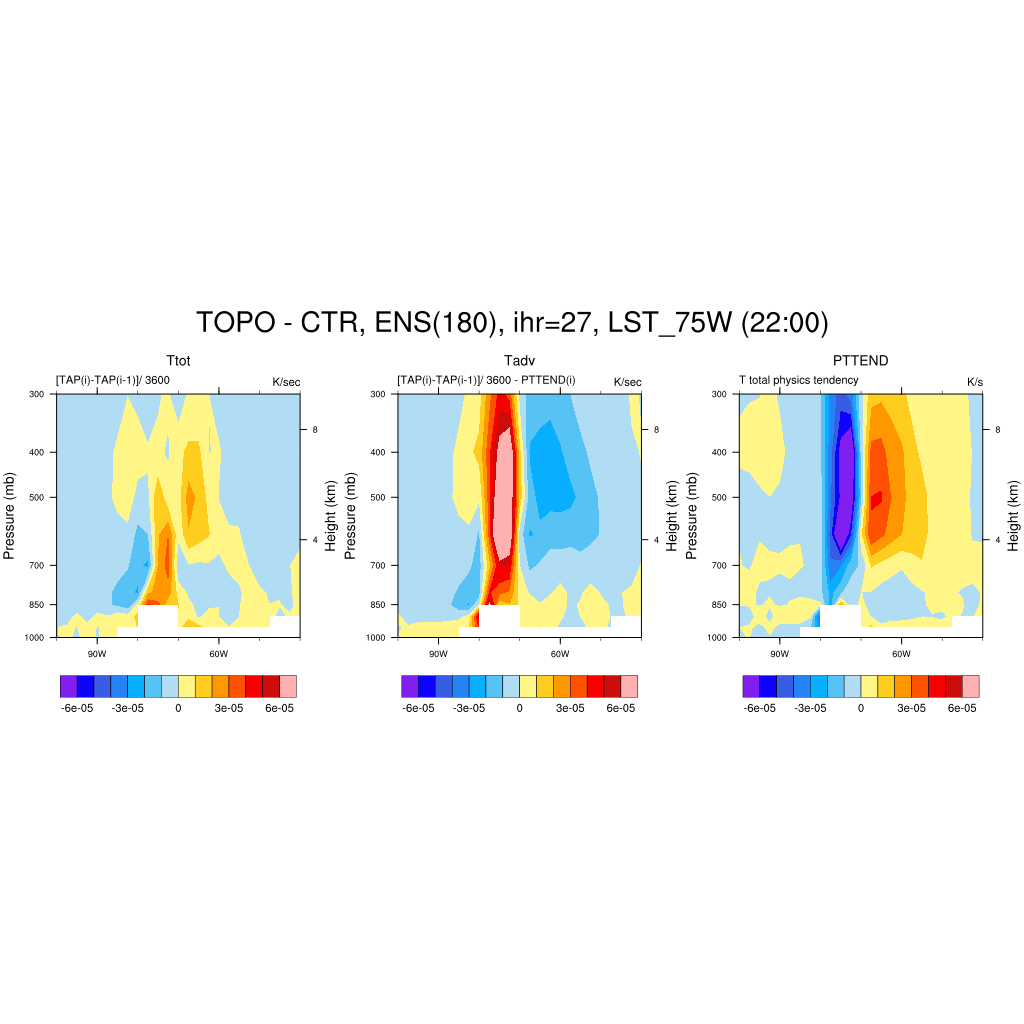 TOPO - CTR, ENS(180), ihr=27, LST_75W (22:00)
Ttot
[TAP(i)-TAP(i-1)]/ 3600 K/sec
Pressure (mb)
300
400
500
700
850
1000
90W 60W
8
4
Height (km)
-6e-05 -3e-05 0 3e-05 6e-05
Tadv
[TAP(i)-TAP(i-1)]/ 3600 - PTTEND(i) K/sec
Pressure (mb)
300
400
500
700
850
1000
90W 60W
8
4
Height (km)
-6e-05 -3e-05 0 3e-05 6e-05
PTTEND
T total physics tendency K/s
Pressure (mb)
300
400
500
700
850
1000
90W 60W
8
4
Height (km)
-6e-05 -3e-05 0 3e-05 6e-05